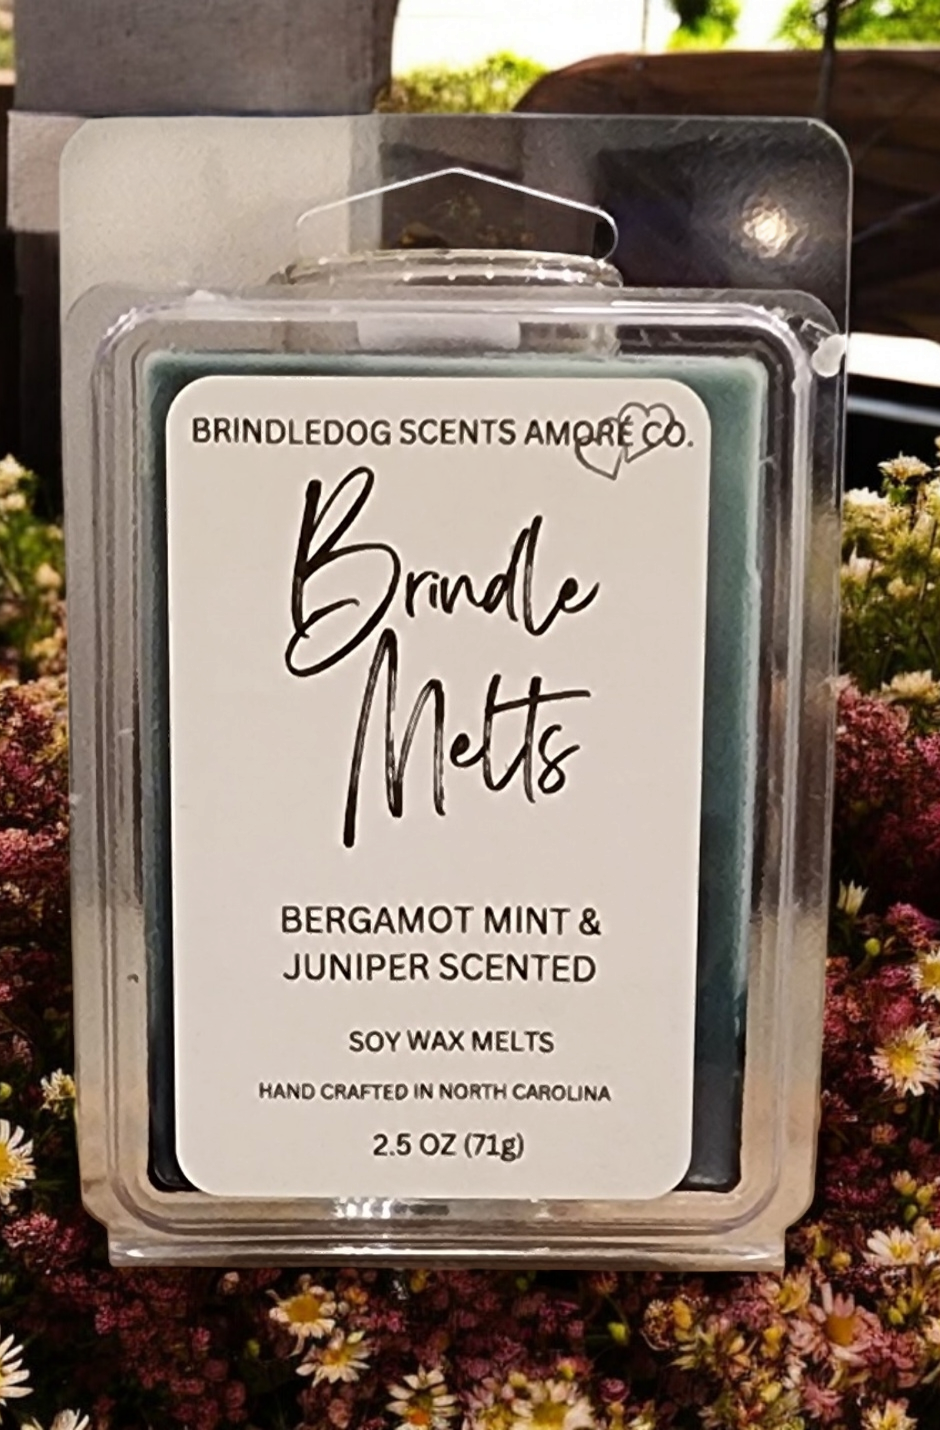 BRINDLEDOG SCENTS AMORÉ CO.
Brindle
Melts
BERGAMOT MINT &
JUNIPER SCENTED
SOY WAX MELTS
HAND CRAFTED IN NORTH CAROLINA
2.5 OZ (71g)